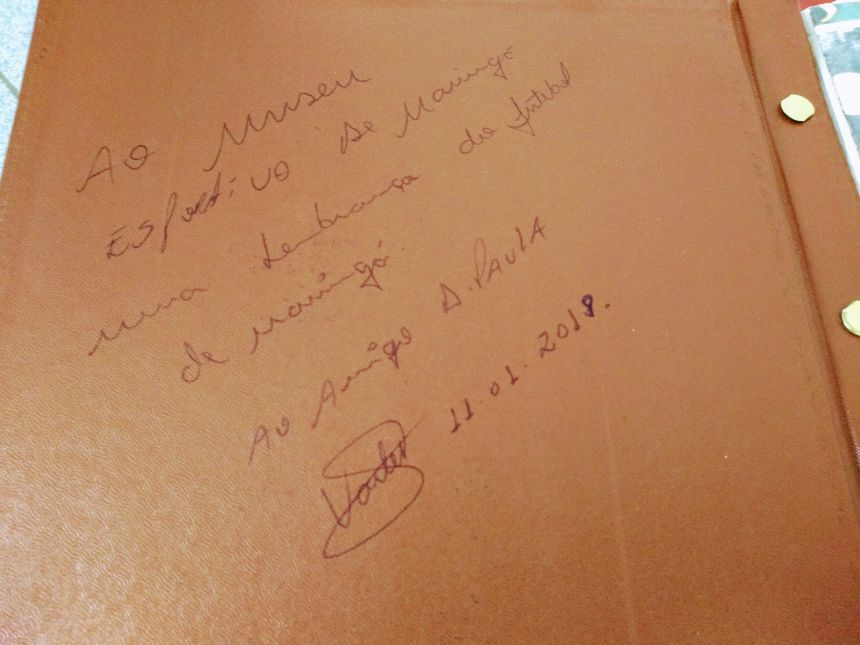 Ao Museu
Esportivo de Maringá
uma lembrança do futebol
de Maringá.
Ao Amigo D. PAULA
11.01.2018.